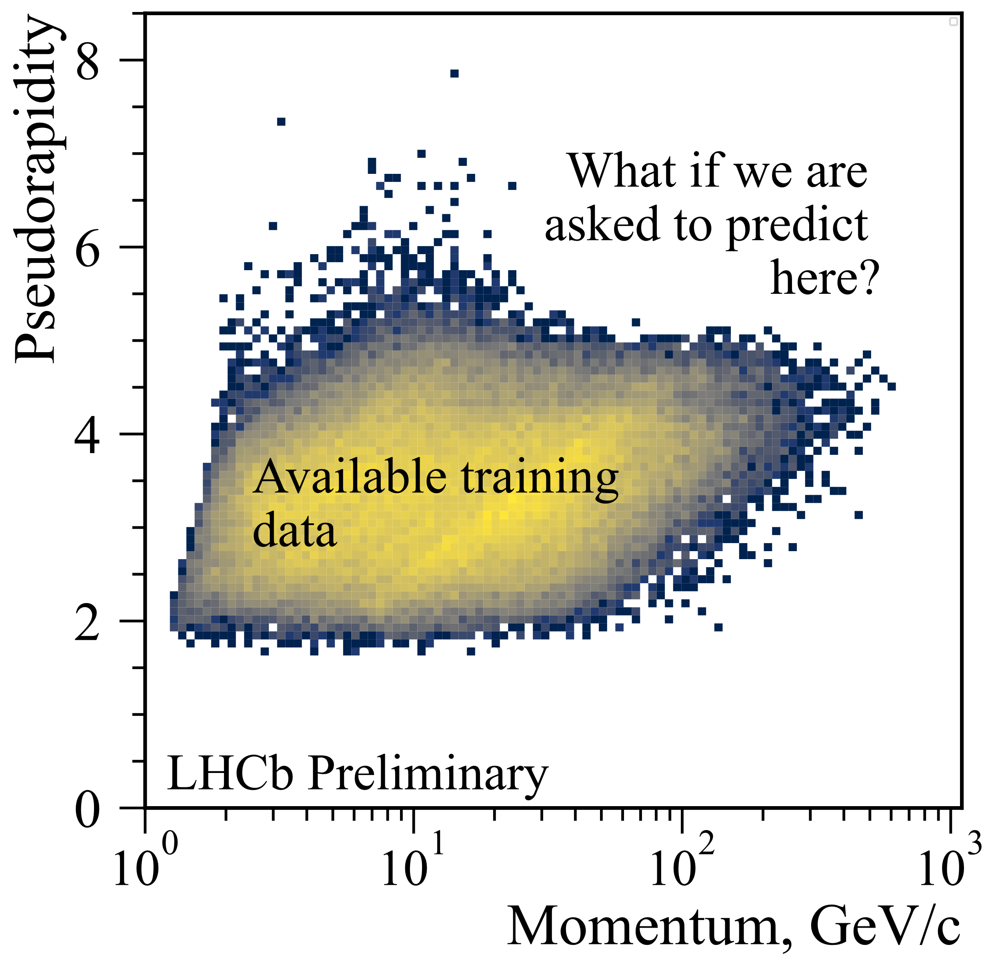 Pseudorapidity
8
6
4
2
0
What if we are
asked to predict
here?
Available training
data
LHCb Preliminary
10^0 10^1 10^2 10^3
Momentum, GeV/c